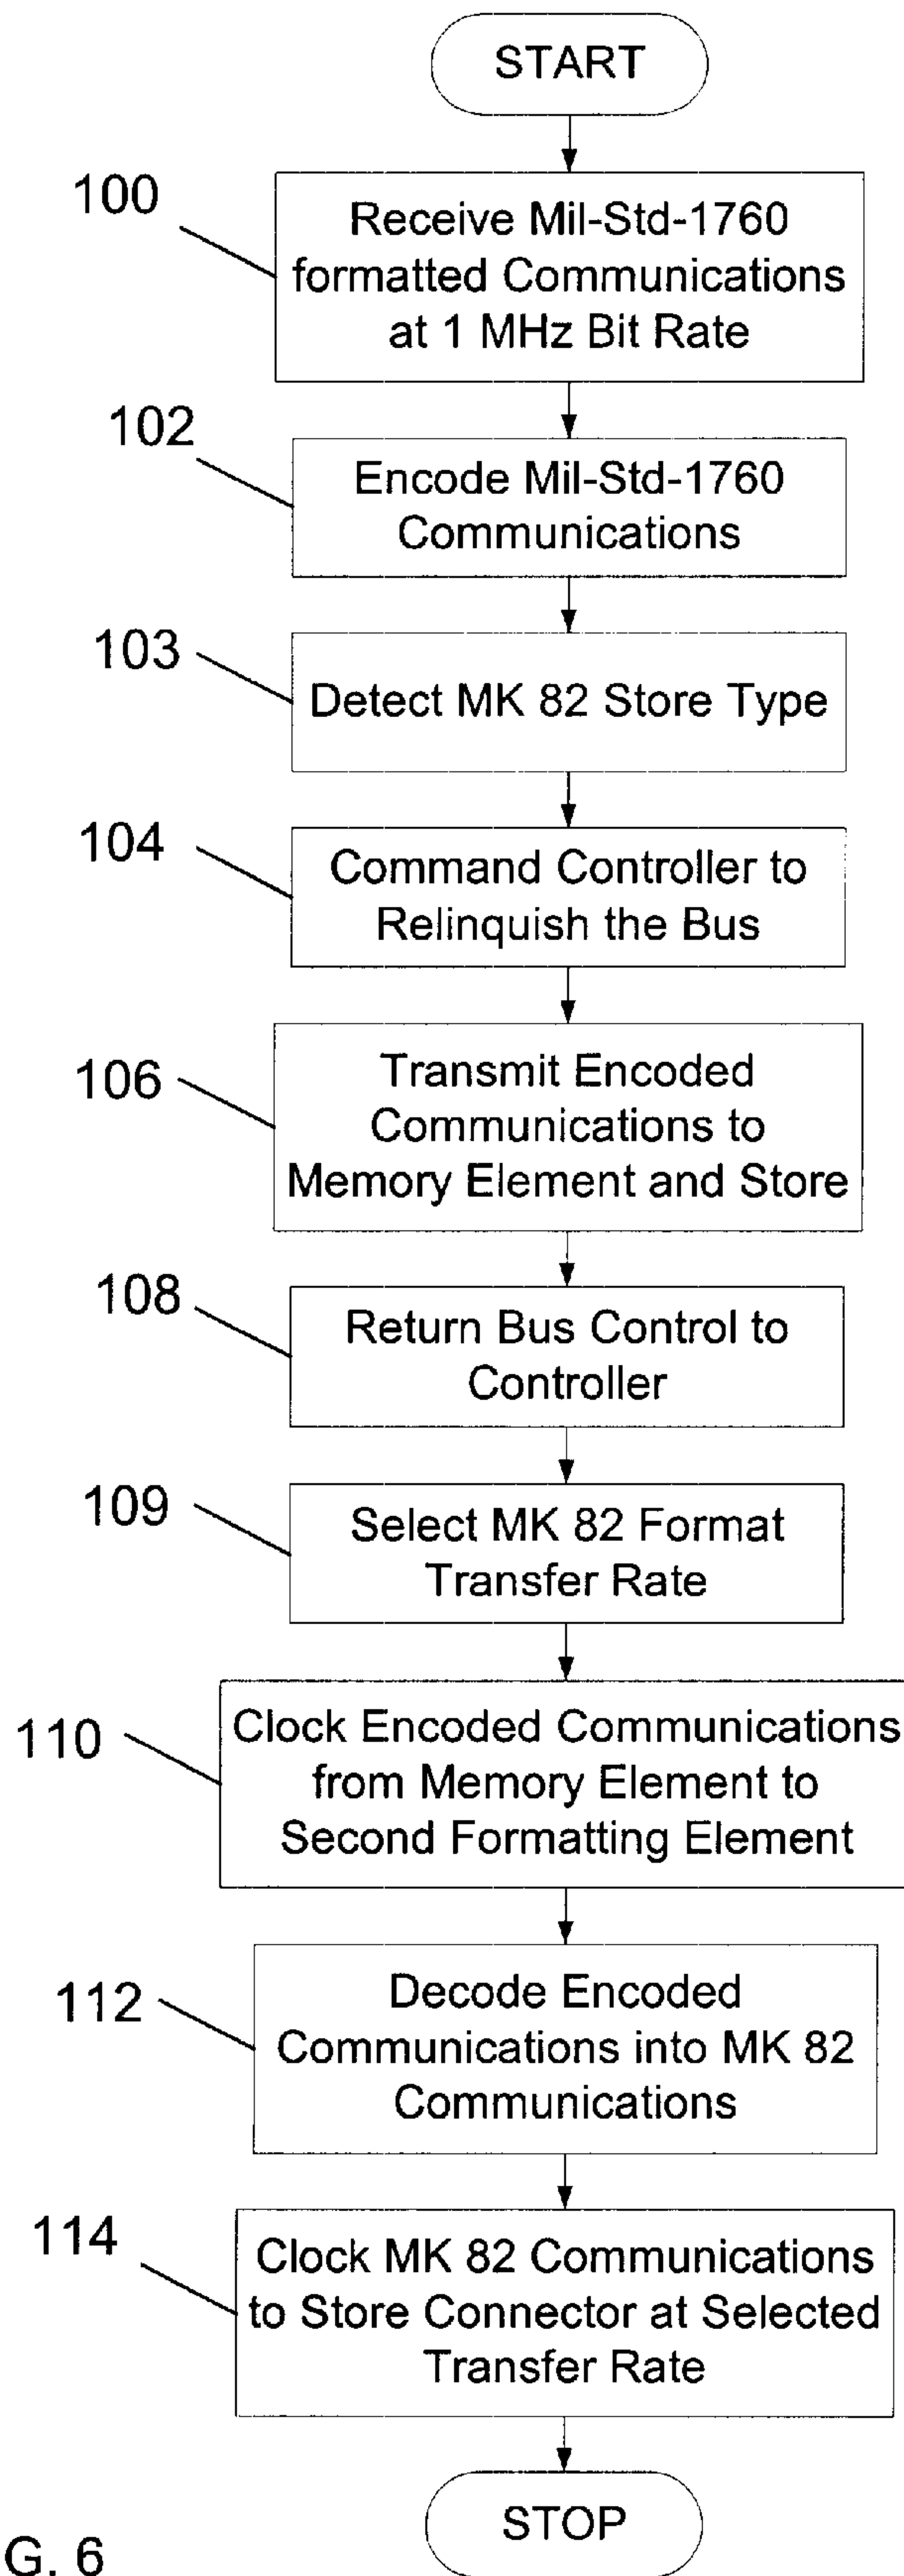 START
100
Receive Mil-Std-1760
formatted Communications
at 1 MHz Bit Rate
102
Encode Mil-Std-1760
Communications
103
Detect MK 82 Store Type
104
Command Controller to
Relinquish the Bus
106
Transmit Encoded
Communications to
Memory Element and Store
108
Return Bus Control to
Controller
109
Select MK 82 Format
Transfer Rate
110
Clock Encoded Communications
from Memory Element to
Second Formatting Element
112
Decode Encoded
Communications into MK 82
Communications
114
Clock MK 82 Communications
to Store Connector at Selected
Transfer Rate
STOP
G. 6